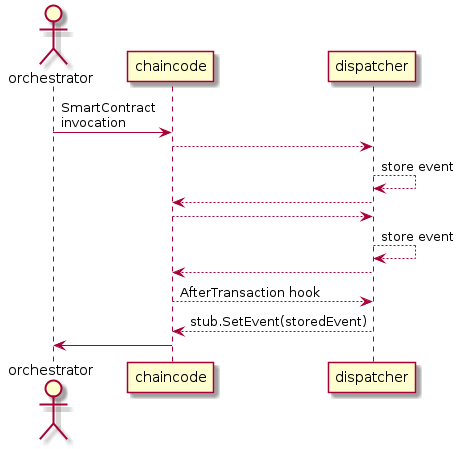 orchestrator
chaincode
dispatcher
SmartContract
invocation
store event
store event
AfterTransaction hook
stub.SetEvent(storedEvent)
orchestrator
chaincode
dispatcher